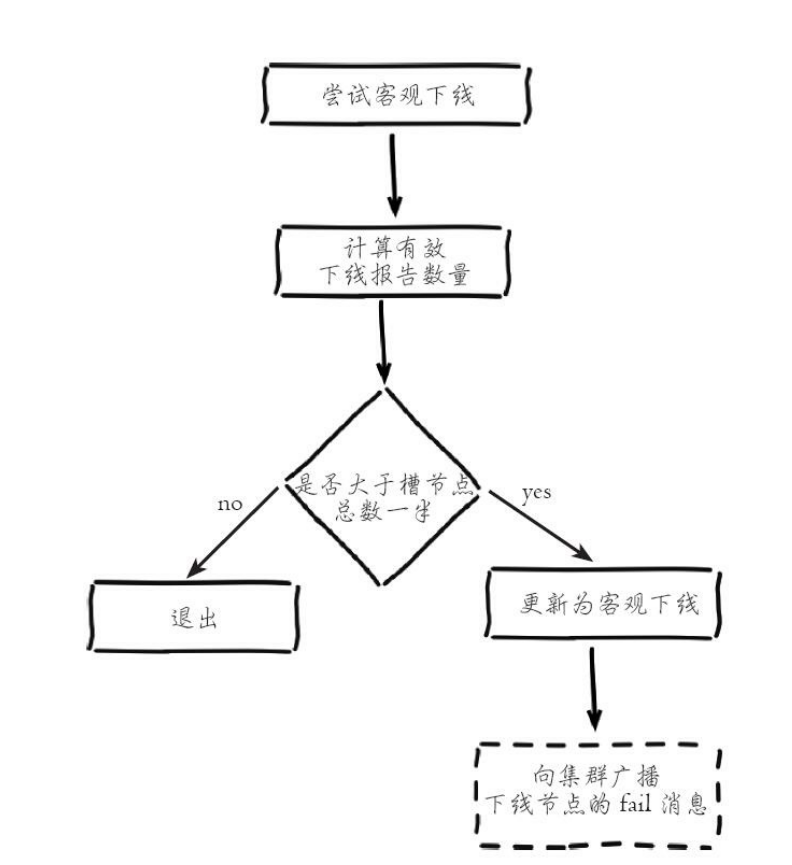 尝试客观下线
计算有效
下线报告数量
是否大于槽节点
总数一半
no
yes
退出
更新为客观下线
向集群广播
下线节点的 fail 消息